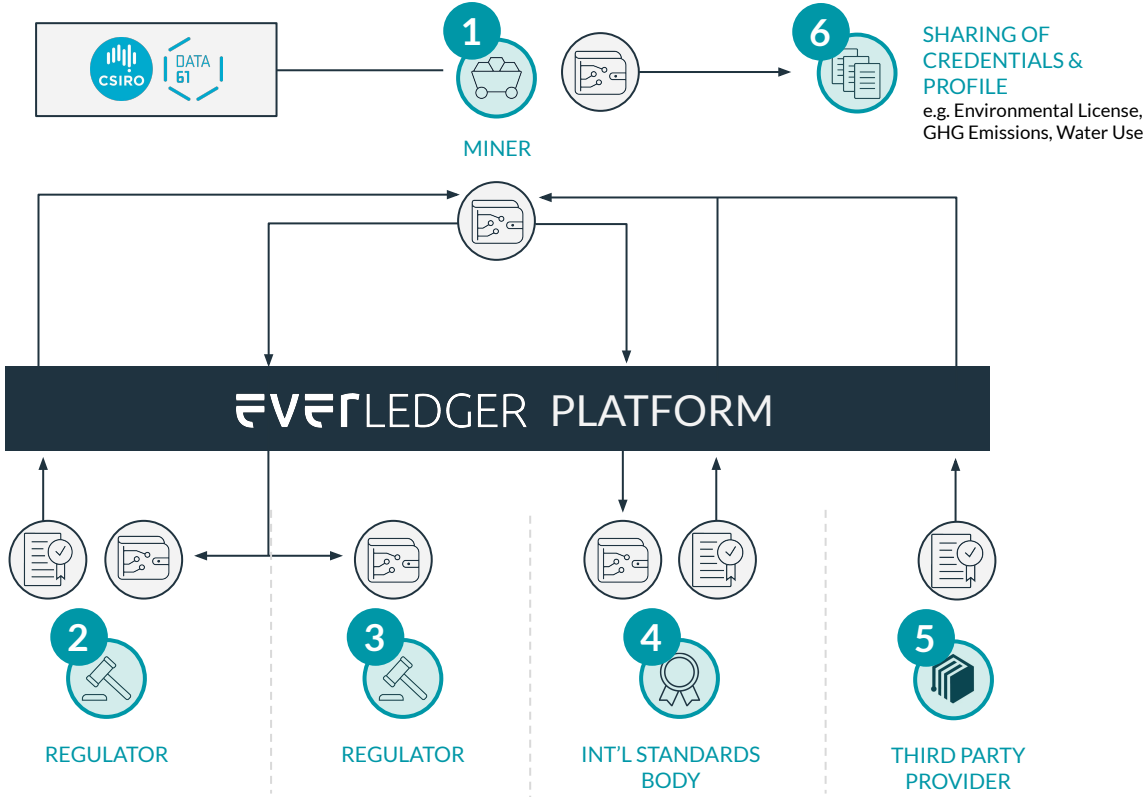 CSIRO
DATA
61
1
MINER
6
SHARING OF
CREDENTIALS &
PROFILE
e.g. Environmental License,
GHG Emissions, Water Use
EVERLEDGER PLATFORM
2
REGULATOR
3
REGULATOR
4
INT'L STANDARDS
BODY
5
THIRD PARTY
PROVIDER